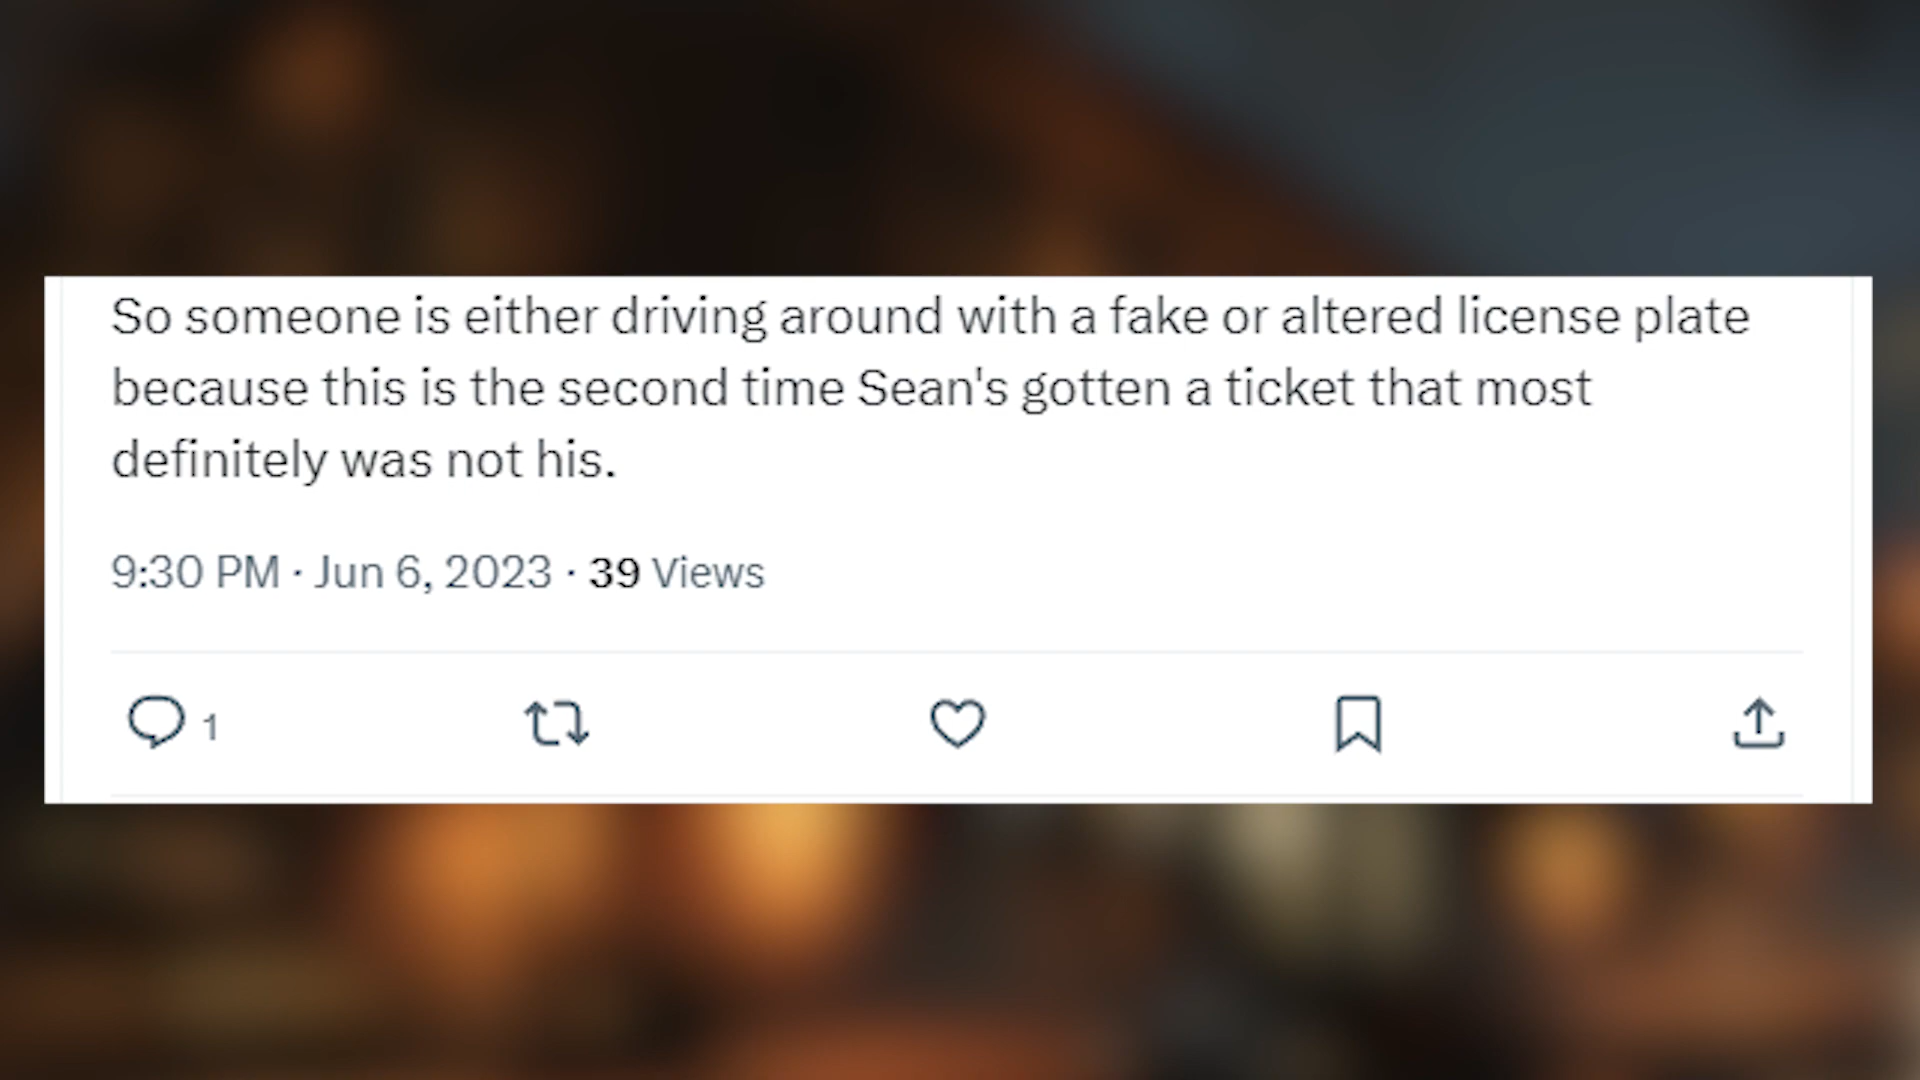 So someone is either driving around with a fake or altered license plate
because this is the second time Sean's gotten a ticket that most
definitely was not his.
9:30 PM · Jun 6, 2023 · 39 Views
1